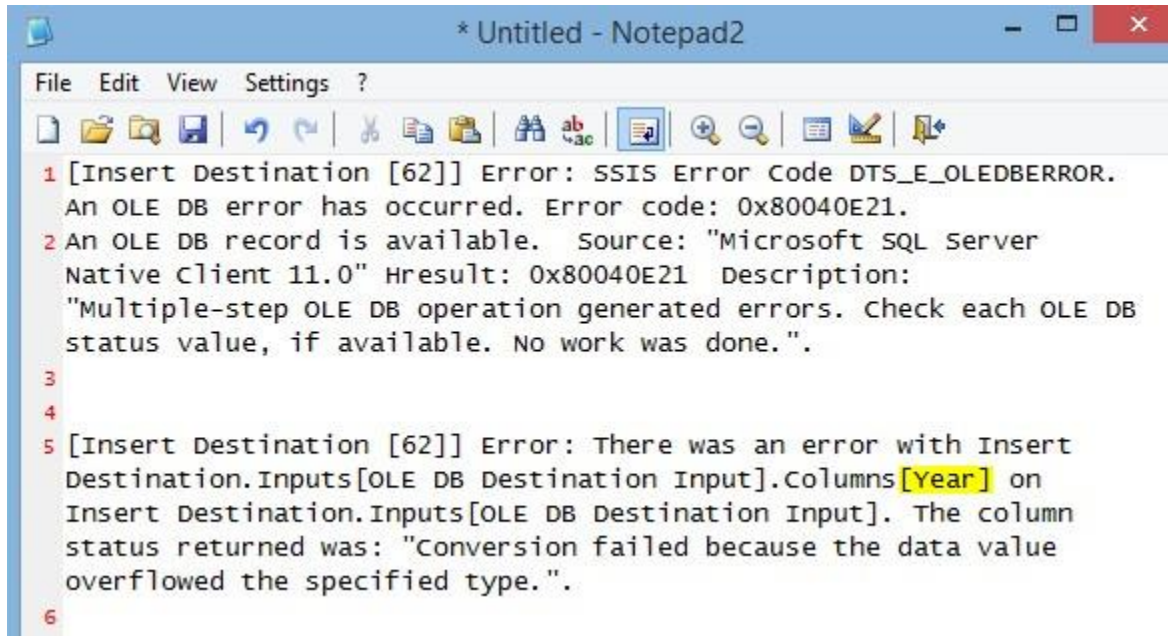 * Untitled - Notepad2
File Edit View Settings ?
1 [Insert Destination [62]] Error: SSIS Error Code DTS_E_OLEDBERROR.
An OLE DB error has occurred. Error code: 0x80040E21.
2 An OLE DB record is available.  Source: "Microsoft SQL Server
Native Client 11.0" Hresult: 0x80040E21  Description:
"Multiple-step OLE DB operation generated errors. Check each OLE DB
status value, if available. No work was done.".
3
4
5 [Insert Destination [62]] Error: There was an error with Insert
Destination.Inputs[OLE DB Destination Input].Columns[Year] on
Insert Destination.Inputs[OLE DB Destination Input]. The column
status returned was: "Conversion failed because the data value
overflowed the specified type.".
6